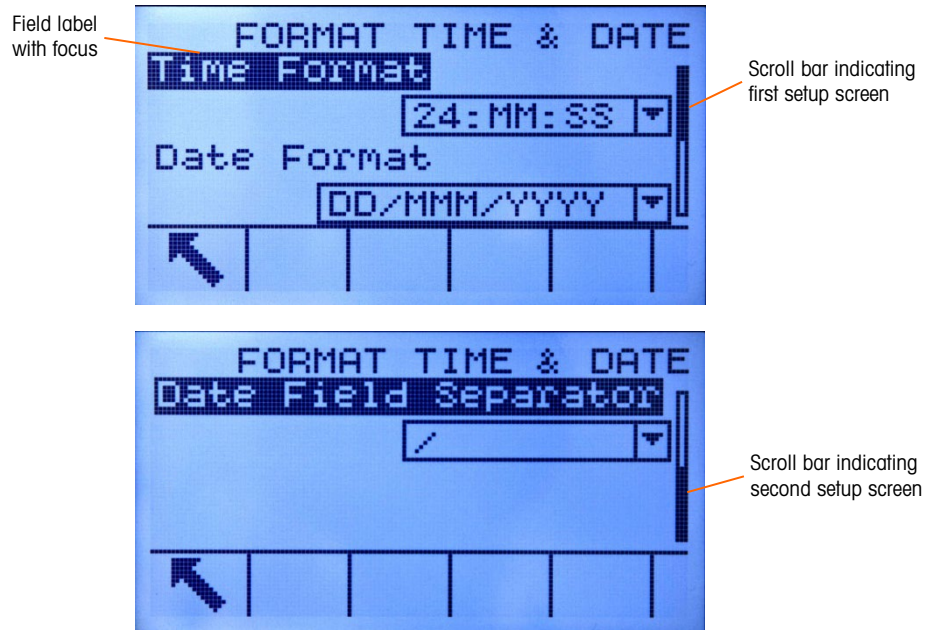 Field label
with focus
FORMAT TIME & DATE
Time Format
24:MM:SS
Date Format
DD/MMM/YYYY
Scroll bar indicating
first setup screen
FORMAT TIME & DATE
Date Field Separator
/
Scroll bar indicating
second setup screen